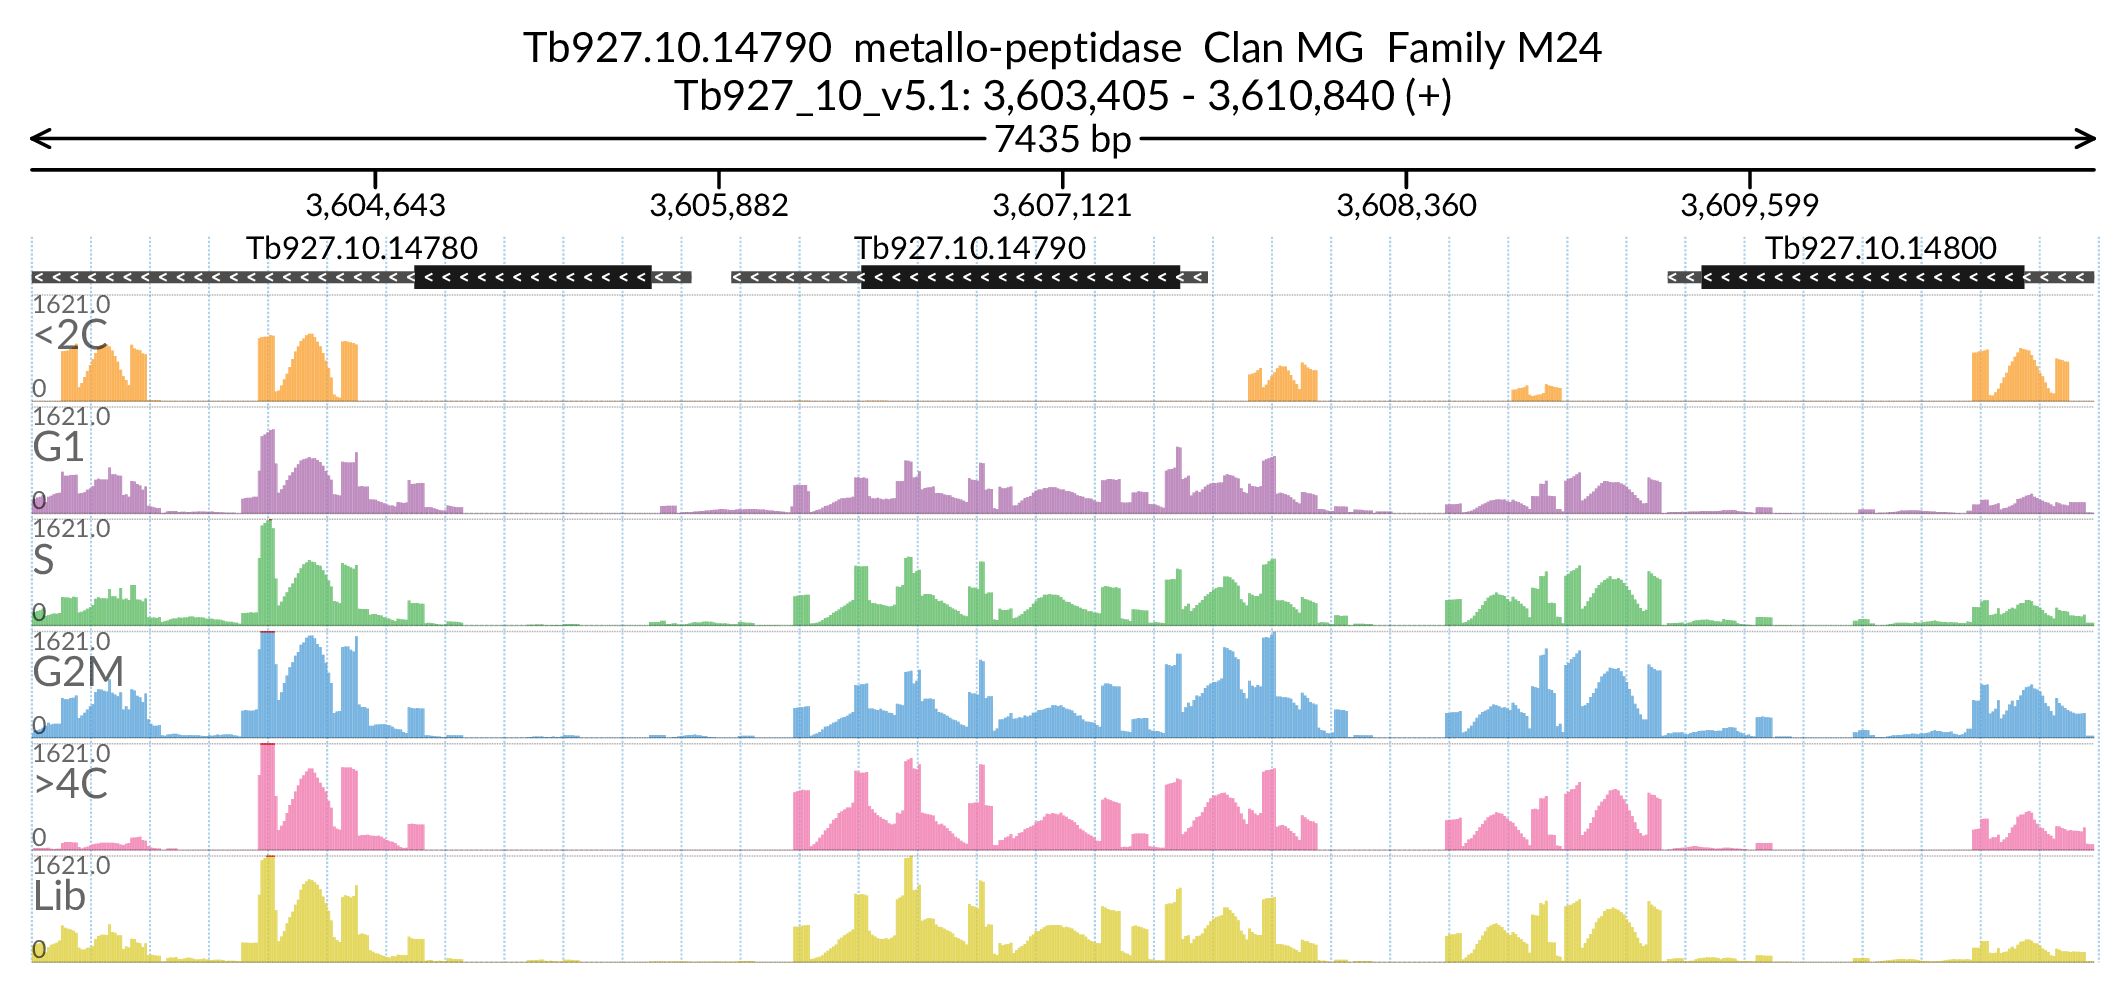 Tb927.10.14790  metallo-peptidase  Clan MG  Family M24
Tb927_10_v5.1: 3,603,405 - 3,610,840 (+)
7435 bp
3,604,643 3,605,882 3,607,121 3,608,360 3,609,599
Tb927.10.14780 Tb927.10.14790 Tb927.10.14800
1621.0
<2C
0
1621.0
G1
0
1621.0
S
0
1621.0
G2M
0
1621.0
>4C
0
1621.0
Lib
0